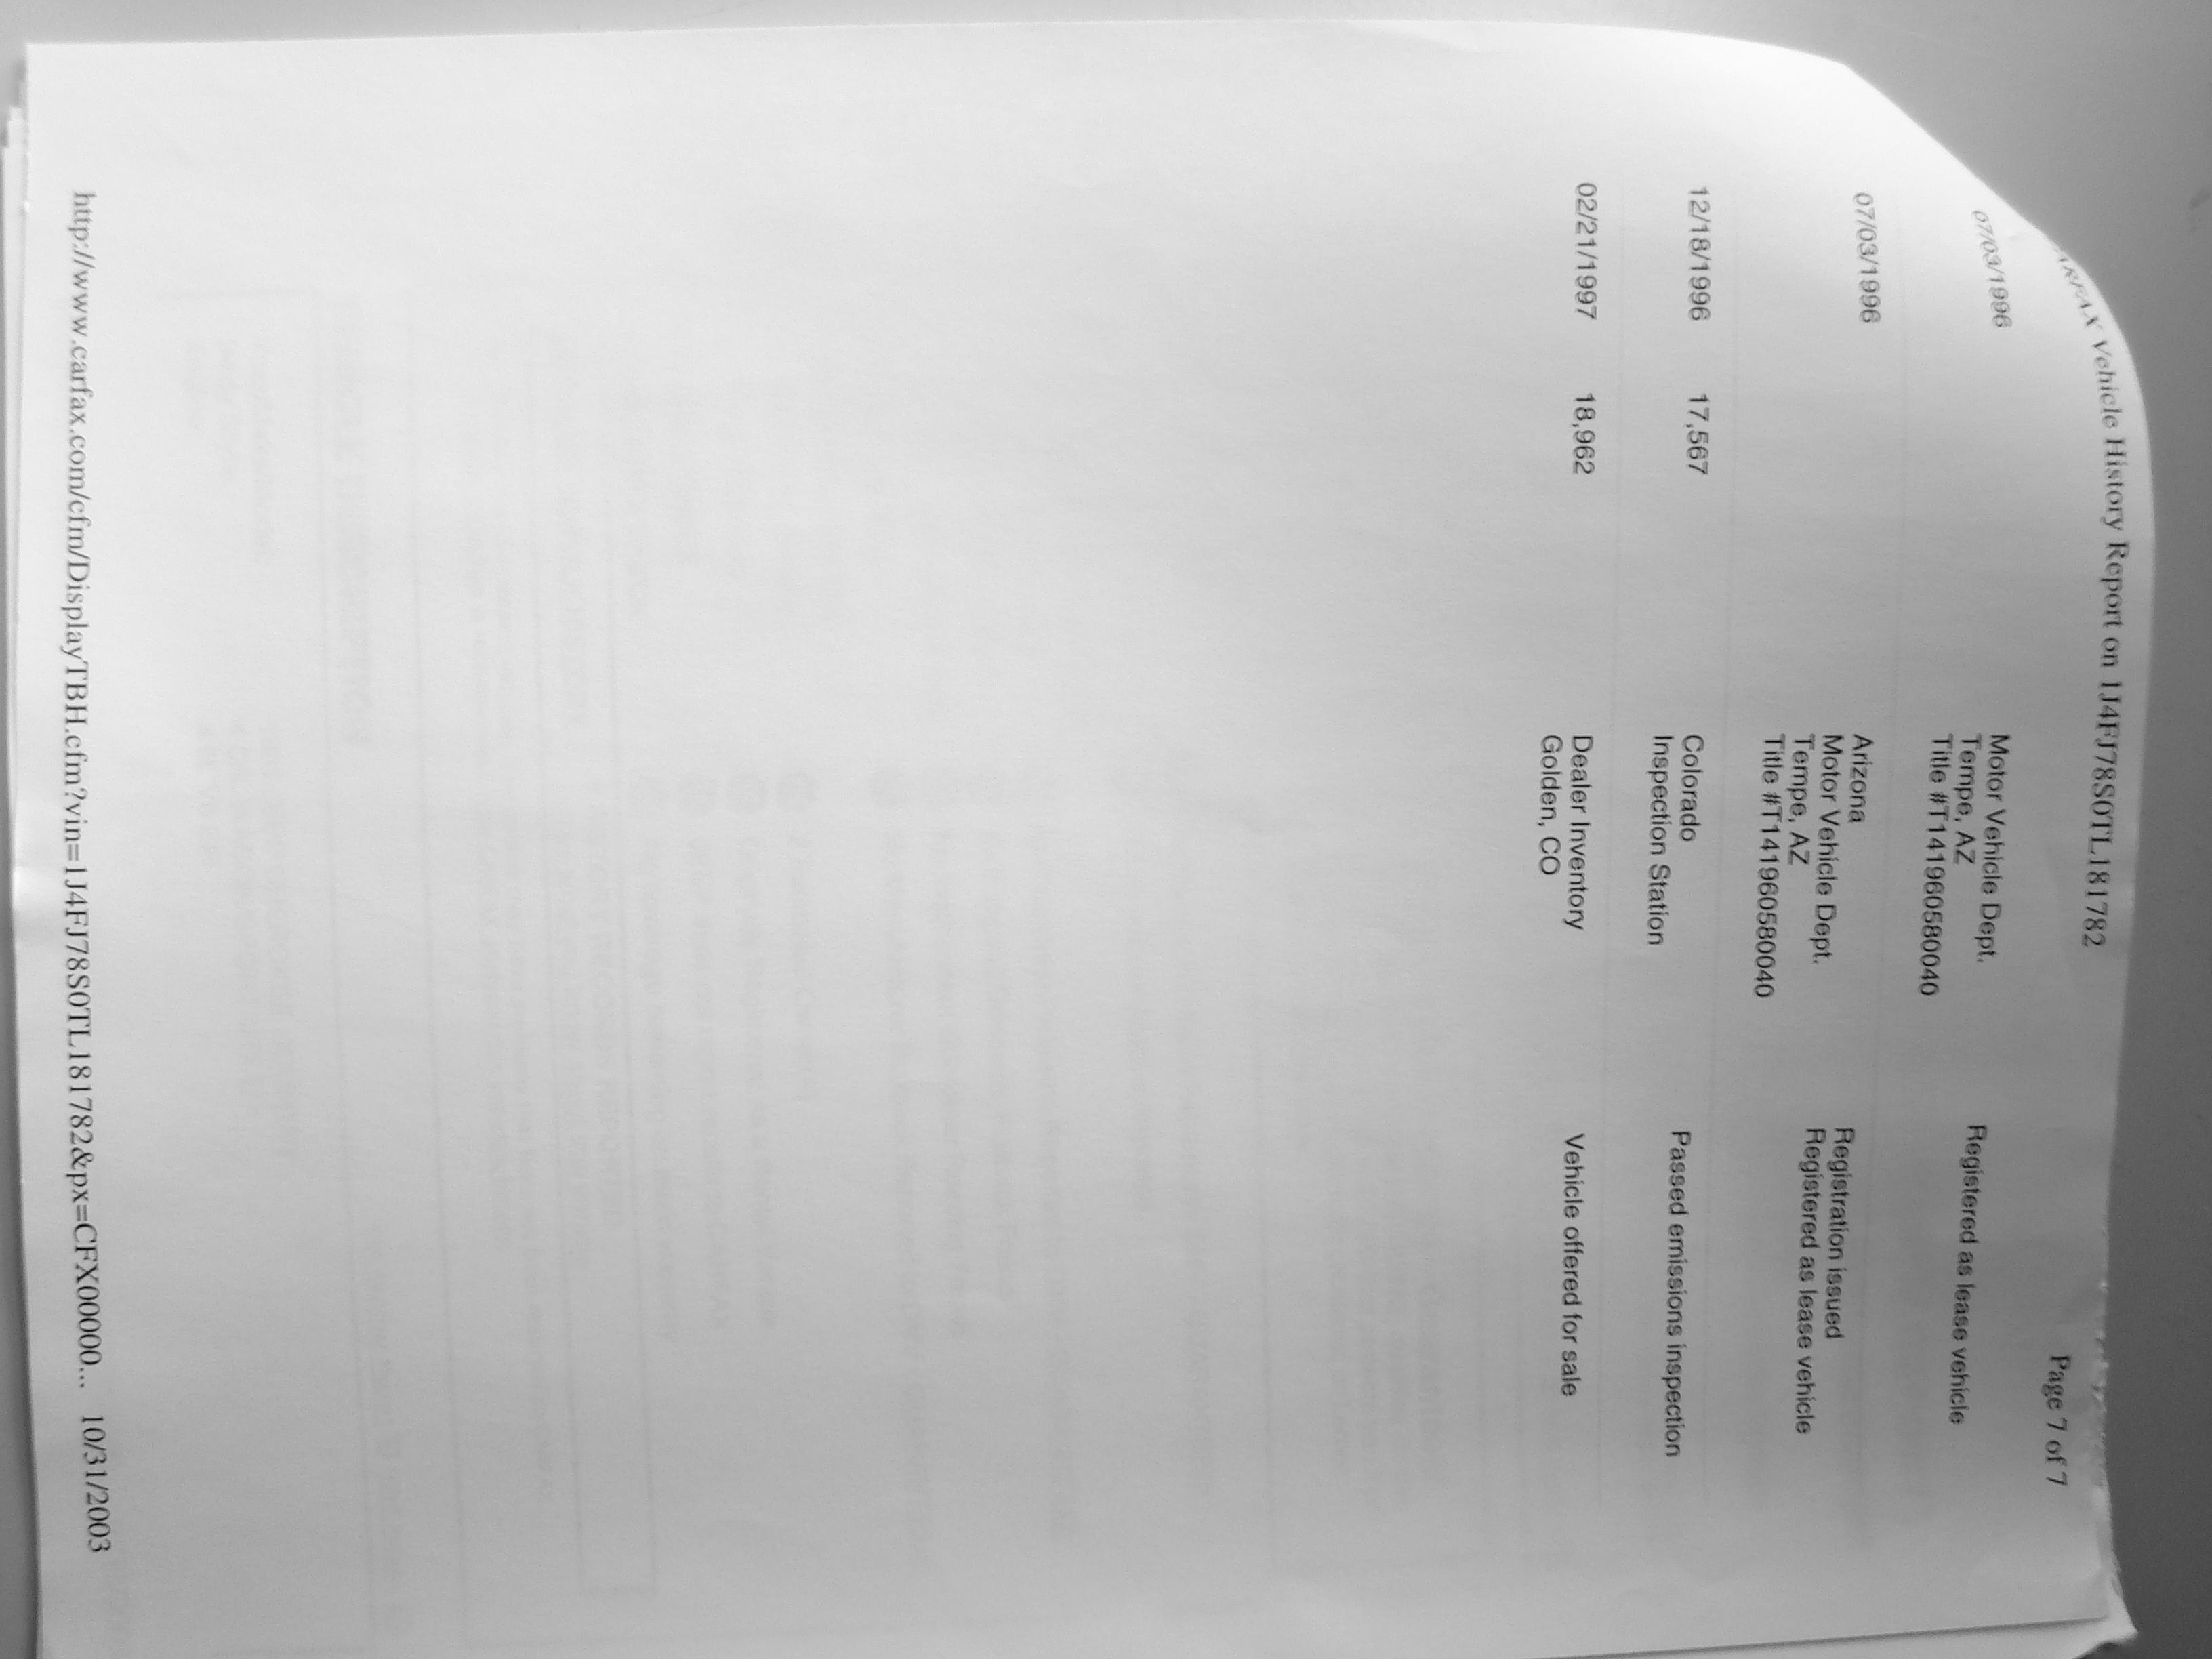 CARFAX Vehicle History Report on 1J4FJ78S0TL181782 Page 7 of 7
07/03/1996 Motor Vehicle Dept.
Tempe, AZ
Title #T141960580040 Registered as lease vehicle
07/03/1996 Arizona
Motor Vehicle Dept.
Tempe, AZ
Title #T141960580040 Registration issued
Registered as lease vehicle
12/18/1996 17,567 Colorado
Inspection Station Passed emissions inspection
02/21/1997 18,962 Dealer Inventory
Golden, CO Vehicle offered for sale
http://www.carfax.com/cfm/DisplayTBH.cfm?vin=1J4FJ78S0TL181782&px=CFX00000... 10/31/2003